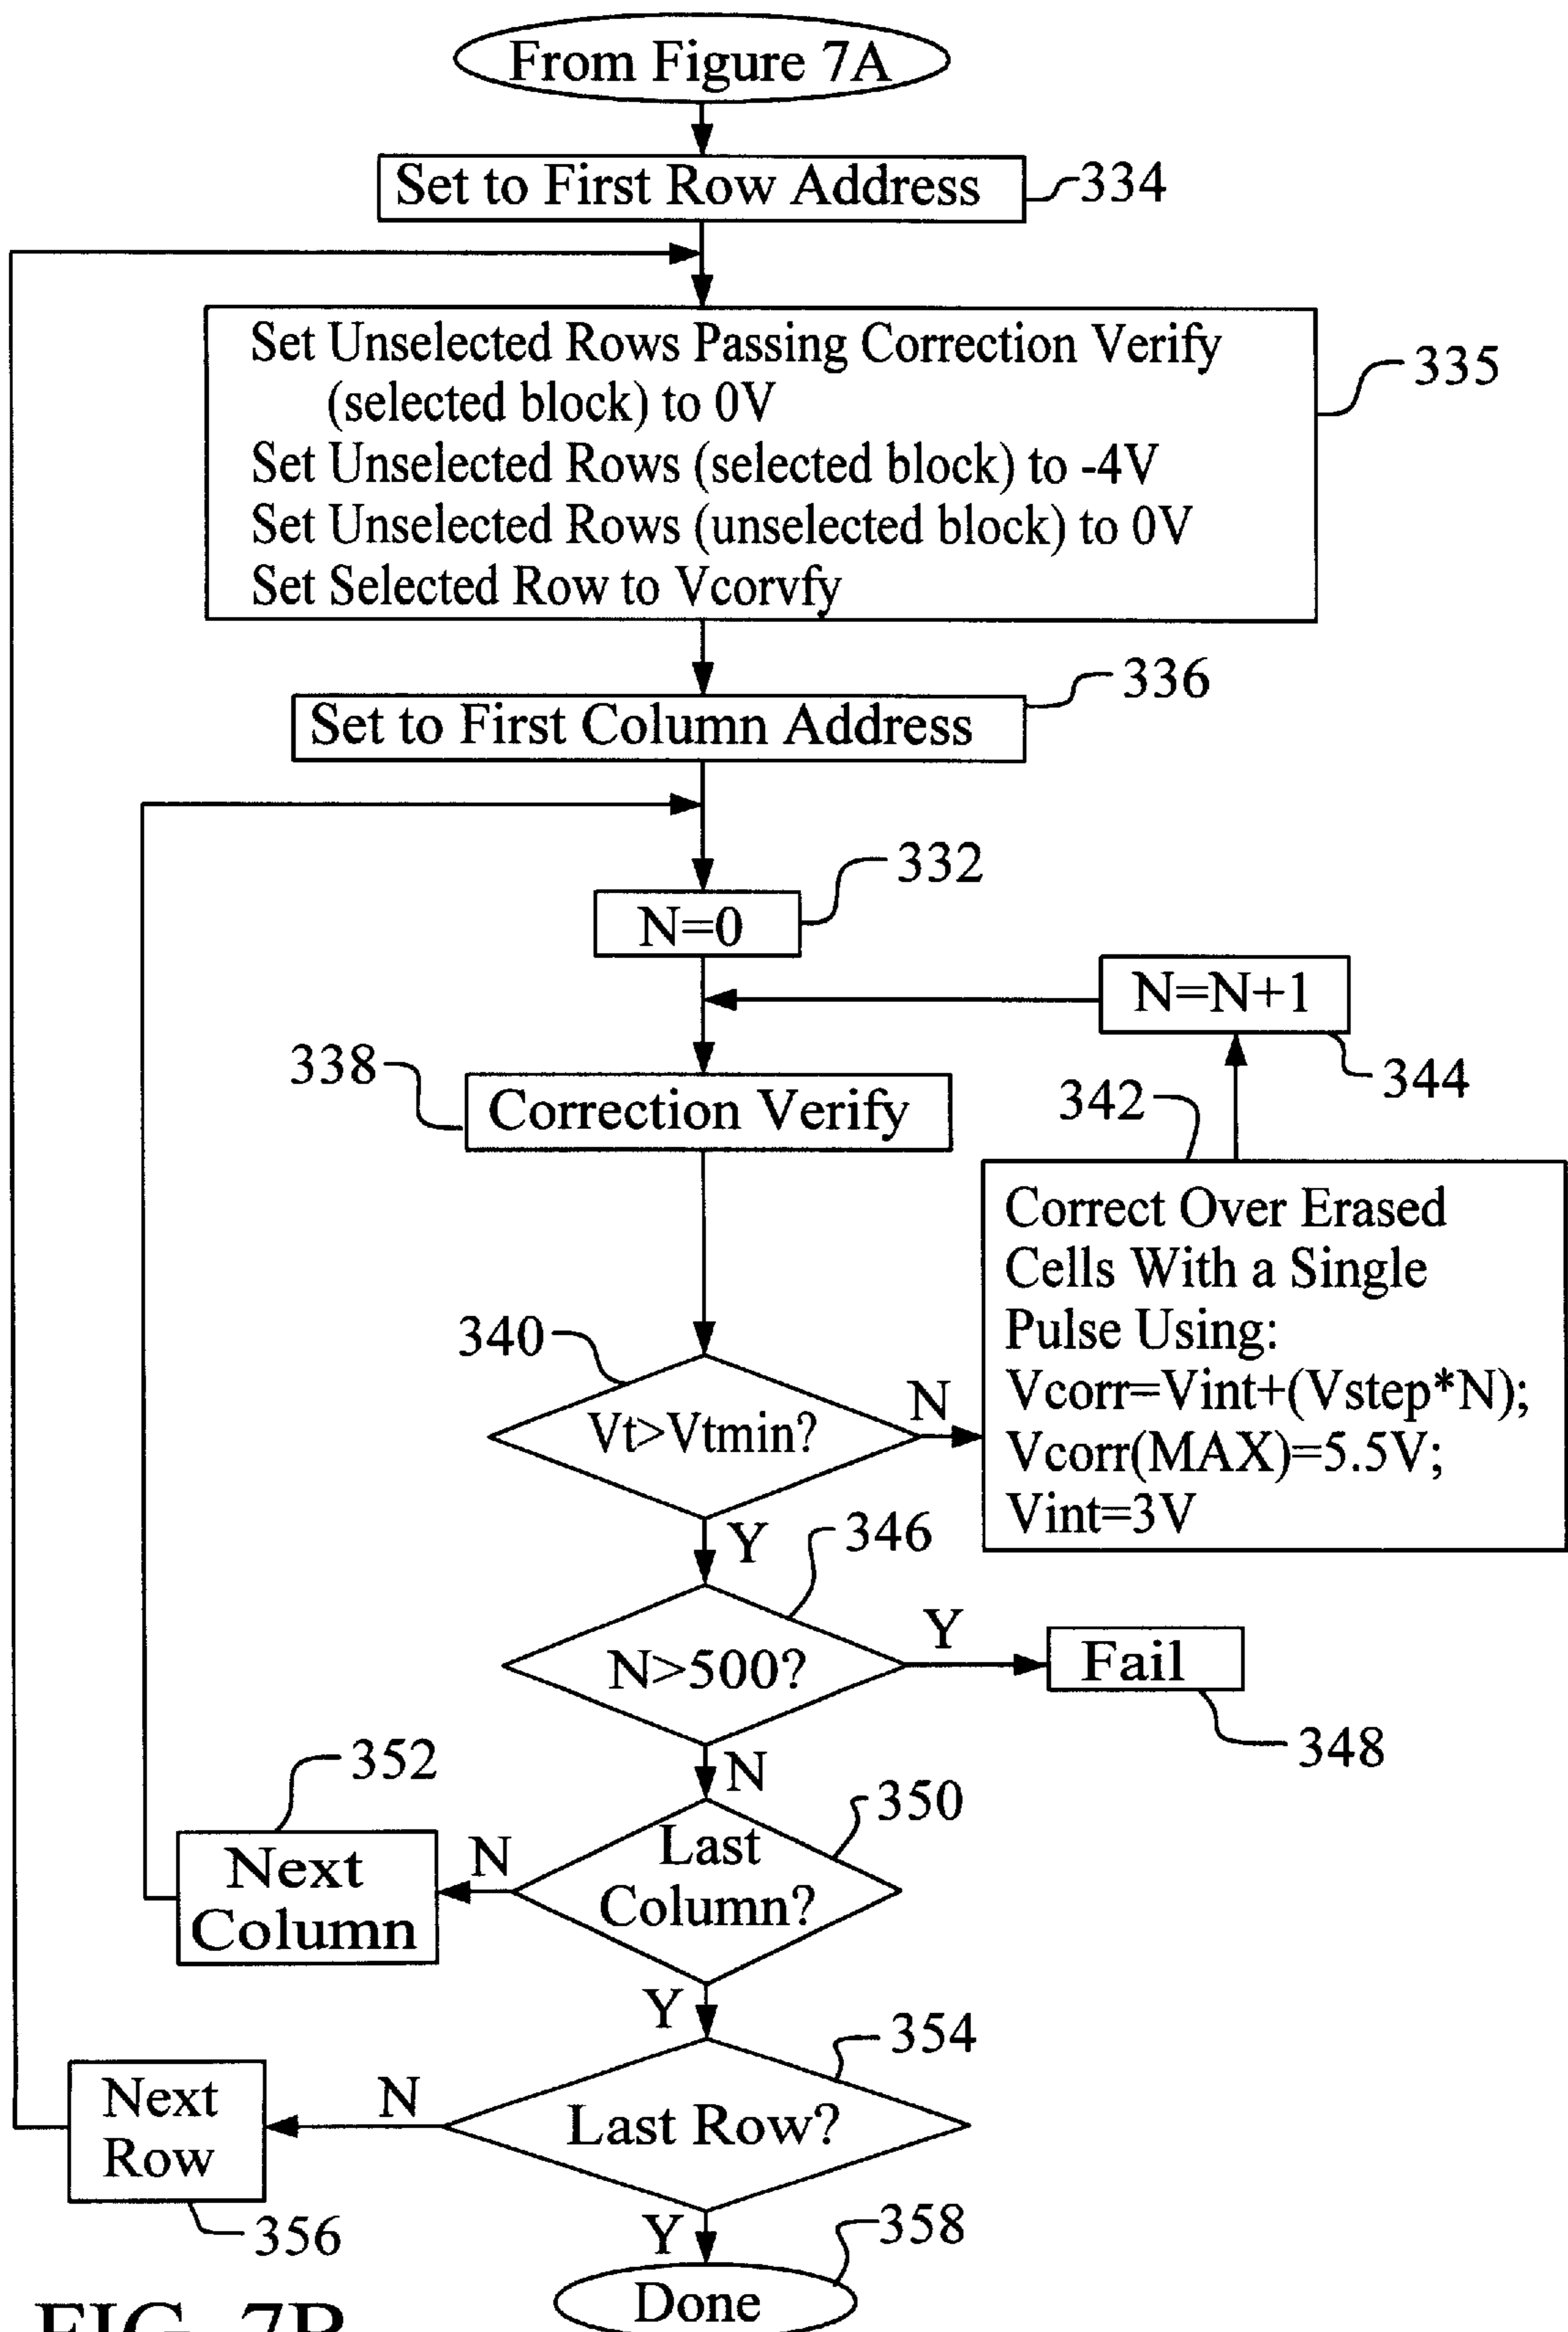 From Figure 7A
Set to First Row Address
334
Set Unselected Rows Passing Correction Verify
(selected block) to 0V
Set Unselected Rows (selected block) to -4V
Set Unselected Rows (unselected block) to 0V
Set Selected Row to Vcorvfy
335
336
Set to First Column Address
332
N=0
N=N+1
344
338
Correction Verify
342
Correct Over Erased
Cells With a Single
Pulse Using:
Vcorr=Vint+(Vstep*N);
Vcorr(MAX)=5.5V;
Vint=3V
340
Vt>Vtmin?
N
Y
346
N>500?
Y
Fail
348
N
352
350
Next
Column
N
Last
Column?
Y
354
Next
Row
N
Last Row?
356
Y
358
Done
FIG. 7B